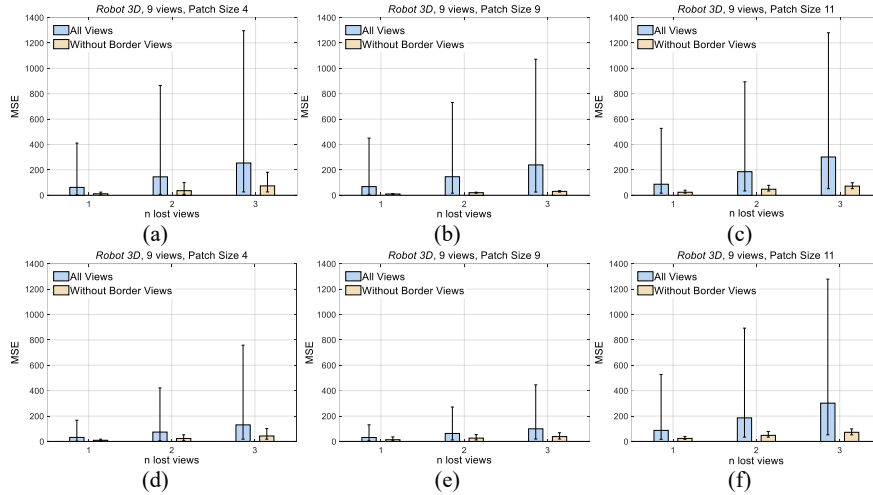 Robot 3D, 9 views, Patch Size 4
1400
1200
1000
800
600
400
200
0
MSE
All Views
Without Border Views
1 2 3
n lost views
(a)
Robot 3D, 9 views, Patch Size 9
1400
1200
1000
800
600
400
200
0
MSE
All Views
Without Border Views
1 2 3
n lost views
(b)
Robot 3D, 9 views, Patch Size 11
1400
1200
1000
800
600
400
200
0
MSE
All Views
Without Border Views
1 2 3
n lost views
(c)
Robot 3D, 9 views, Patch Size 4
1400
1200
1000
800
600
400
200
0
MSE
All Views
Without Border Views
1 2 3
n lost views
(d)
Robot 3D, 9 views, Patch Size 9
1400
1200
1000
800
600
400
200
0
MSE
All Views
Without Border Views
1 2 3
n lost views
(e)
Robot 3D, 9 views, Patch Size 11
1400
1200
1000
800
600
400
200
0
MSE
All Views
Without Border Views
1 2 3
n lost views
(f)